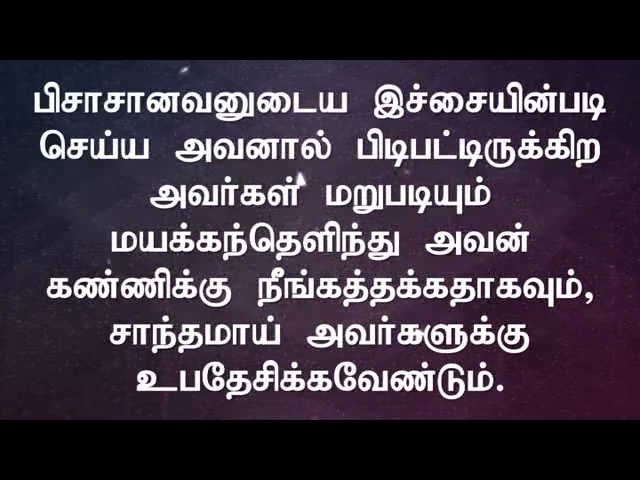 பிசாசானவனுடைய இச்சையின்படி
செய்ய அவனால் பிடிபட்டிருக்கிற
அவர்கள் மறுபடியும்
மயக்கந்தெளிந்து அவன்
கண்ணிக்கு நீங்கத்தக்கதாகவும்,
சாந்தமாய் அவர்களுக்கு
உபதேசிக்கவேண்டும்.